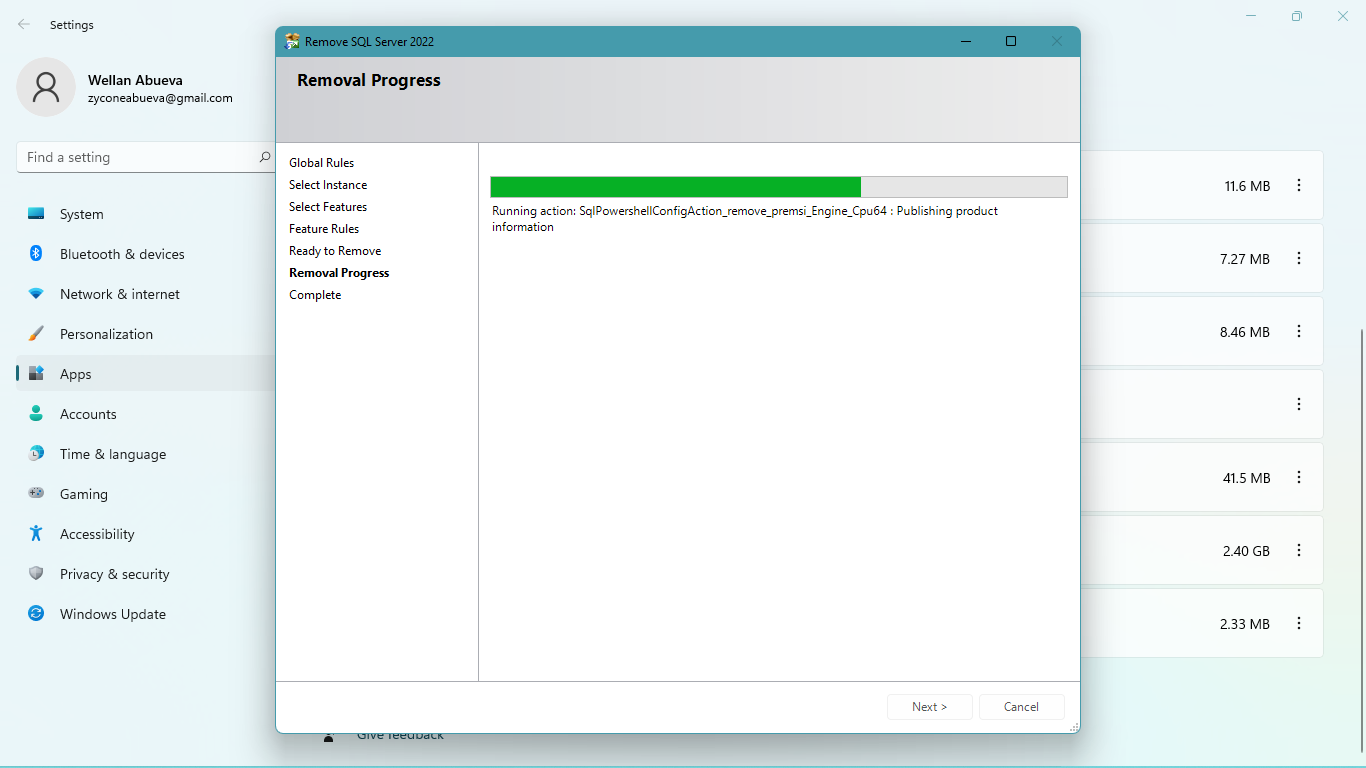 Settings
Wellan Abueva
zyconeabueva@gmail.com
Find a setting
System
Bluetooth & devices
Network & internet
Personalization
Apps
Accounts
Time & language
Gaming
Accessibility
Privacy & security
Windows Update
Remove SQL Server 2022
Removal Progress
Global Rules
Select Instance
Select Features
Feature Rules
Ready to Remove
Removal Progress
Complete
Running action: SqlPowershellConfigAction_remove_premsi_Engine_Cpu64 : Publishing product
information
Next >
Cancel
11.6 MB
7.27 MB
8.46 MB
41.5 MB
2.40 GB
2.33 MB
Give feedback